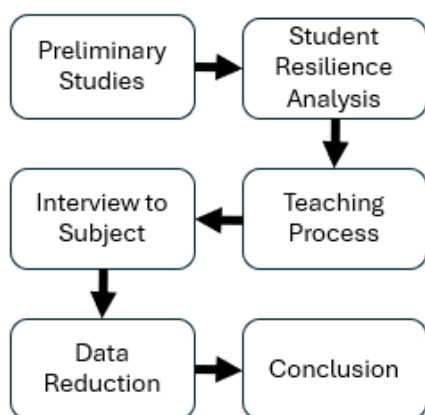 Preliminary
Studies
Student
Resilience
Analysis
Teaching
Process
Interview to
Subject
Data
Reduction
Conclusion